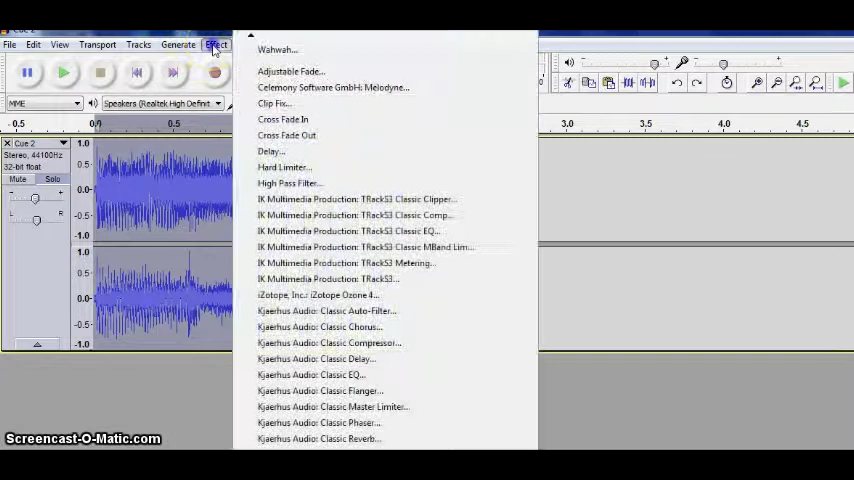 Cue 2
File Edit View Transport Tracks Generate Effect
MME Speakers (Realtek High Definit
-0.5 0 0.5 3.0 3.5 4.0 4.5
Cue 2
Stereo, 44100Hz
32-bit float
Mute Solo
- +
L R
1.0
0.5
0.0
-0.5
-1.0
1.0
0.5
0.0
-0.5
-1.0
Wahwah...
Adjustable Fade...
Celemony Software GmbH: Melodyne...
Clip Fix...
Cross Fade In
Cross Fade Out
Delay...
Hard Limiter...
High Pass Filter...
IK Multimedia Production: TRackS3 Classic Clipper...
IK Multimedia Production: TRackS3 Classic Comp...
IK Multimedia Production: TRackS3 Classic EQ...
IK Multimedia Production: TRackS3 Classic MBand Lim...
IK Multimedia Production: TRackS3 Metering...
IK Multimedia Production: TRackS3...
iZotope, Inc.: iZotope Ozone 4...
Kjaerhus Audio: Classic Auto-Filter...
Kjaerhus Audio: Classic Chorus...
Kjaerhus Audio: Classic Compressor...
Kjaerhus Audio: Classic Delay...
Kjaerhus Audio: Classic EQ...
Kjaerhus Audio: Classic Flanger...
Kjaerhus Audio: Classic Master Limiter...
Kjaerhus Audio: Classic Phaser...
Kjaerhus Audio: Classic Reverb...
Screencast-O-Matic.com